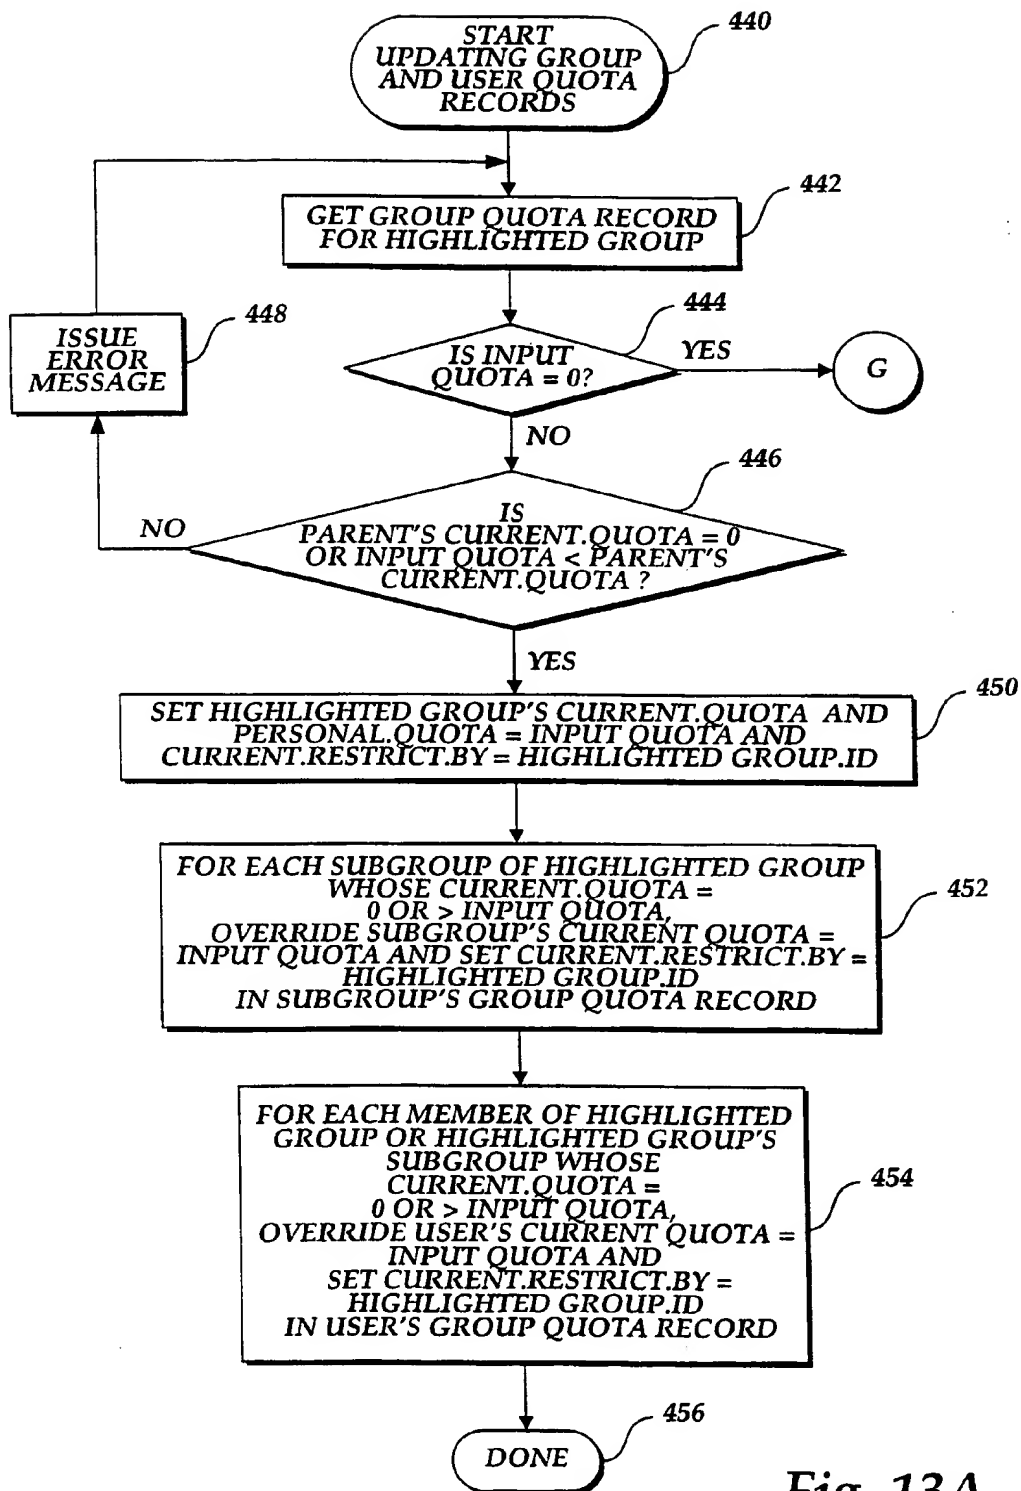 440
START
UPDATING GROUP
AND USER QUOTA
RECORDS
442
GET GROUP QUOTA RECORD
FOR HIGHLIGHTED GROUP
444
448
ISSUE
ERROR
MESSAGE
IS INPUT
QUOTA = 0?
YES
G
NO
446
IS
PARENT'S CURRENT.QUOTA = 0
OR INPUT QUOTA < PARENT'S
CURRENT.QUOTA ?
NO
YES
450
SET HIGHLIGHTED GROUP'S CURRENT.QUOTA AND
PERSONAL.QUOTA = INPUT QUOTA AND
CURRENT.RESTRICT.BY = HIGHLIGHTED GROUP.ID
452
FOR EACH SUBGROUP OF HIGHLIGHTED GROUP
WHOSE CURRENT.QUOTA =
0 OR > INPUT QUOTA,
OVERRIDE SUBGROUP'S CURRENT QUOTA =
INPUT QUOTA AND SET CURRENT.RESTRICT.BY =
HIGHLIGHTED GROUP.ID
IN SUBGROUP'S GROUP QUOTA RECORD
454
FOR EACH MEMBER OF HIGHLIGHTED
GROUP OR HIGHLIGHTED GROUP'S
SUBGROUP WHOSE
CURRENT.QUOTA =
0 OR > INPUT QUOTA,
OVERRIDE USER'S CURRENT QUOTA =
INPUT QUOTA AND
SET CURRENT.RESTRICT.BY =
HIGHLIGHTED GROUP.ID
IN USER'S GROUP QUOTA RECORD
456
DONE
Fig. 13A